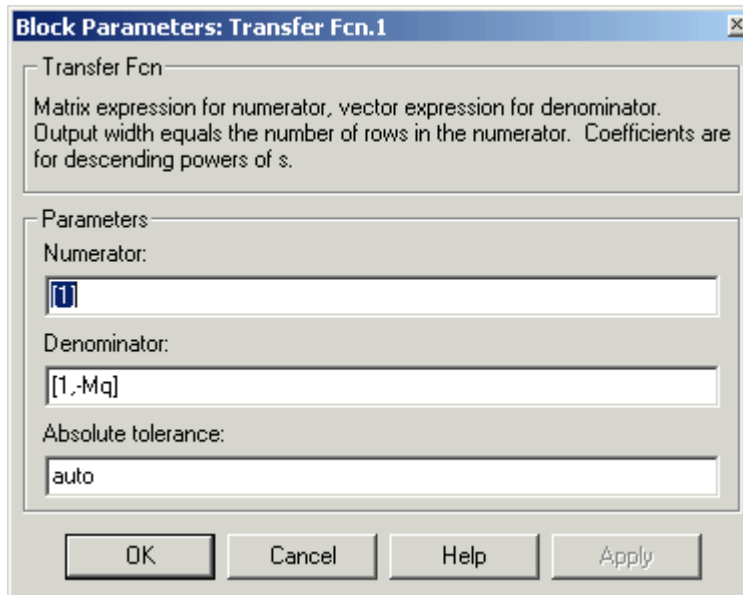 Block Parameters: Transfer Fcn.1
Transfer Fcn
Matrix expression for numerator, vector expression for denominator.
Output width equals the number of rows in the numerator.  Coefficients are
for descending powers of s.
Parameters
Numerator:
[1]
Denominator:
[1,-Mq]
Absolute tolerance:
auto
OK
Cancel
Help
Apply